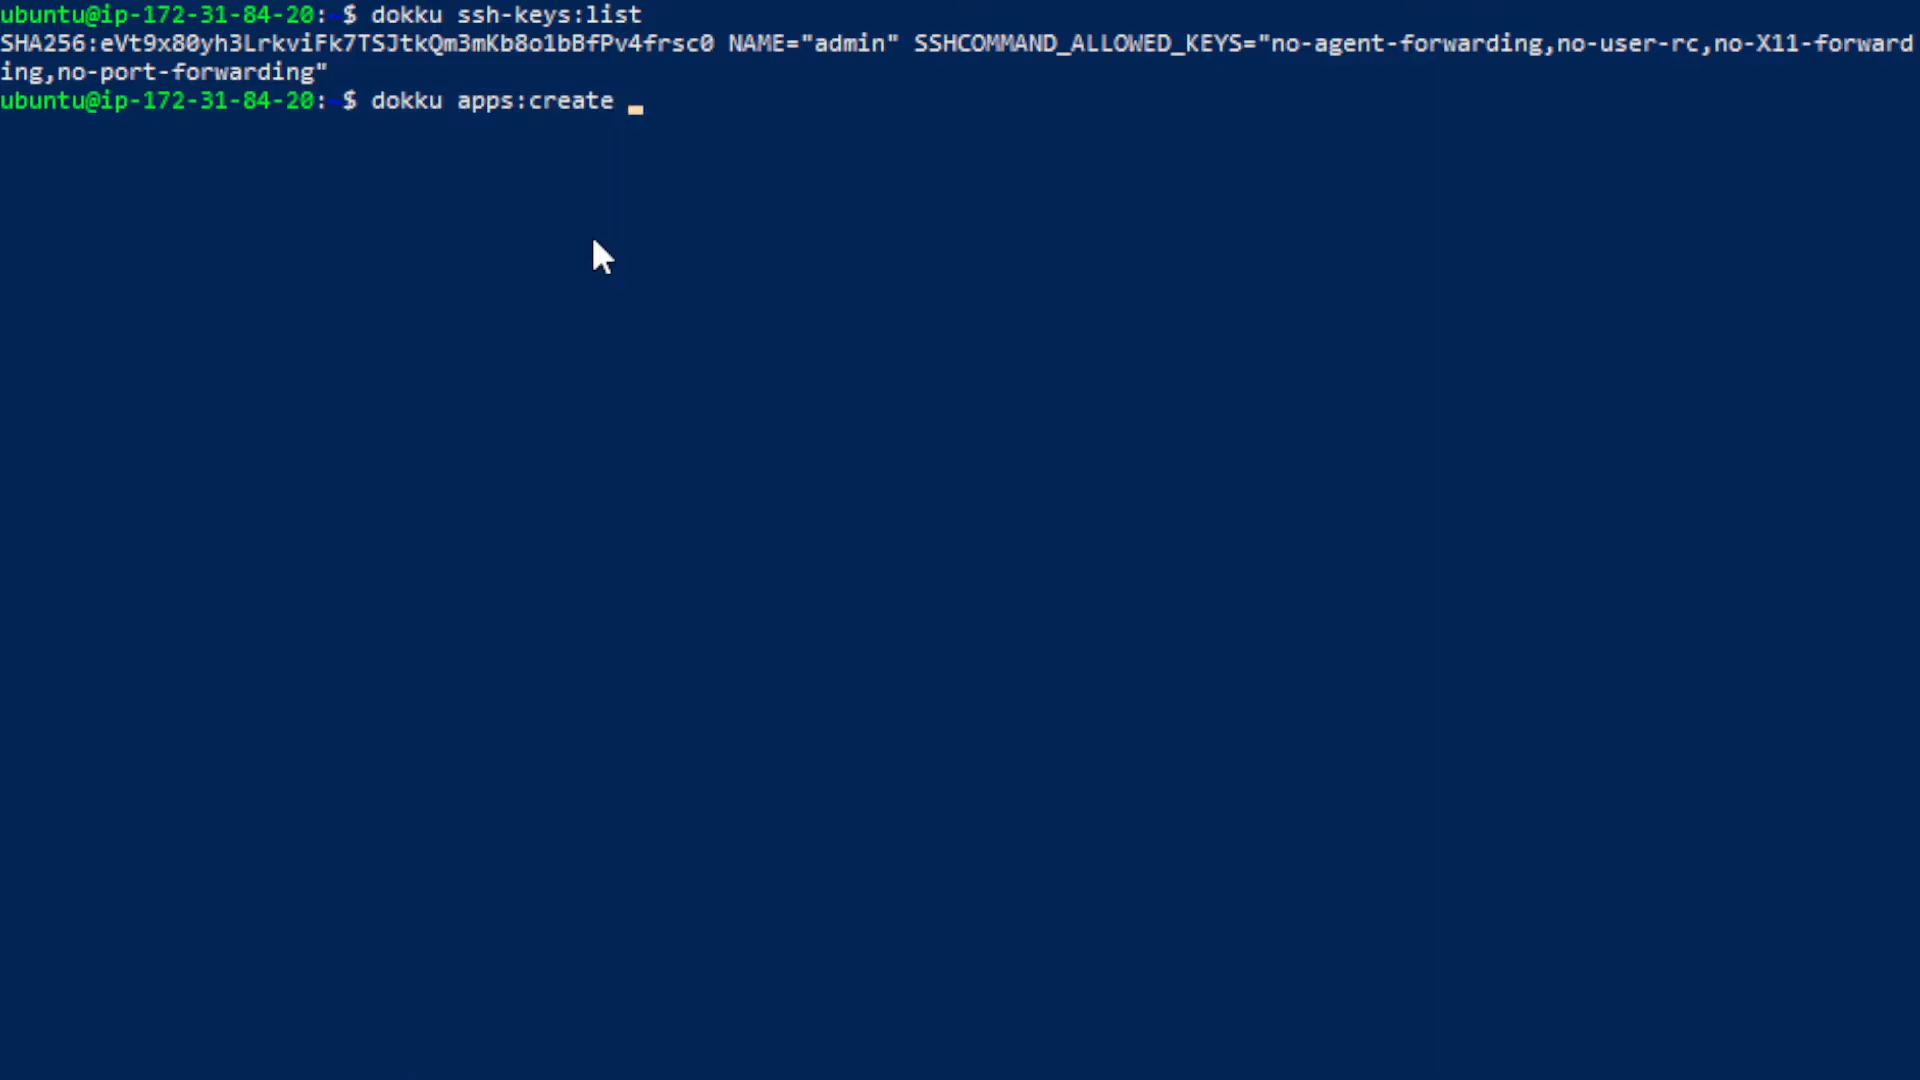 ubuntu@ip-172-31-84-20:~$ dokku ssh-keys:list
SHA256:eVt9x80yh3LrkviFk7TSJtkQm3mKb8o1bBfPv4frsc0 NAME="admin" SSHCOMMAND_ALLOWED_KEYS="no-agent-forwarding,no-user-rc,no-X11-forward
ing,no-port-forwarding"
ubuntu@ip-172-31-84-20:~$ dokku apps:create